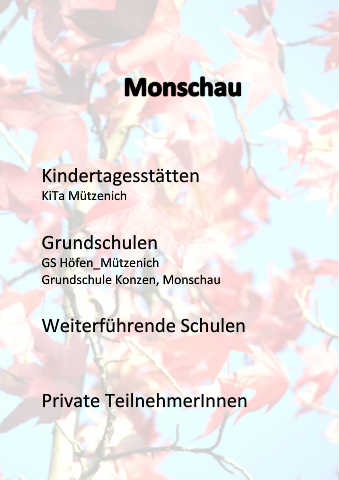 Monschau
Kindertagesstätten
KiTa Mützenich
Grundschulen
GS Höfen_Mützenich
Grundschule Konzen, Monschau
Weiterführende Schulen
Private TeilnehmerInnen